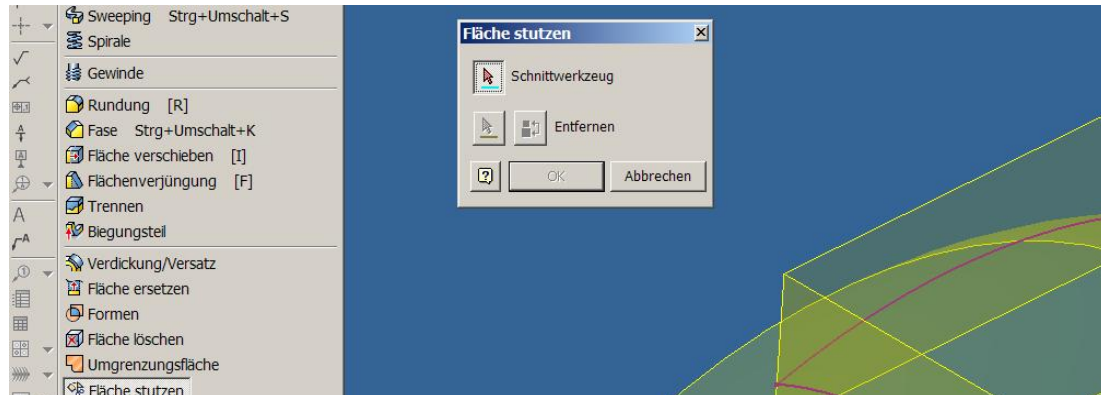 Sweeping Strg+Umschalt+S
Spirale
Gewinde
Rundung [R]
Fase Strg+Umschalt+K
Fläche verschieben [I]
Flächenverjüngung [F]
Trennen
Biegungsteil
Verdickung/Versatz
Fläche ersetzen
Formen
Fläche löschen
Umgrenzungsfläche
Fläche stutzen
Fläche stutzen
Schnittwerkzeug
Entfernen
OK
Abbrechen